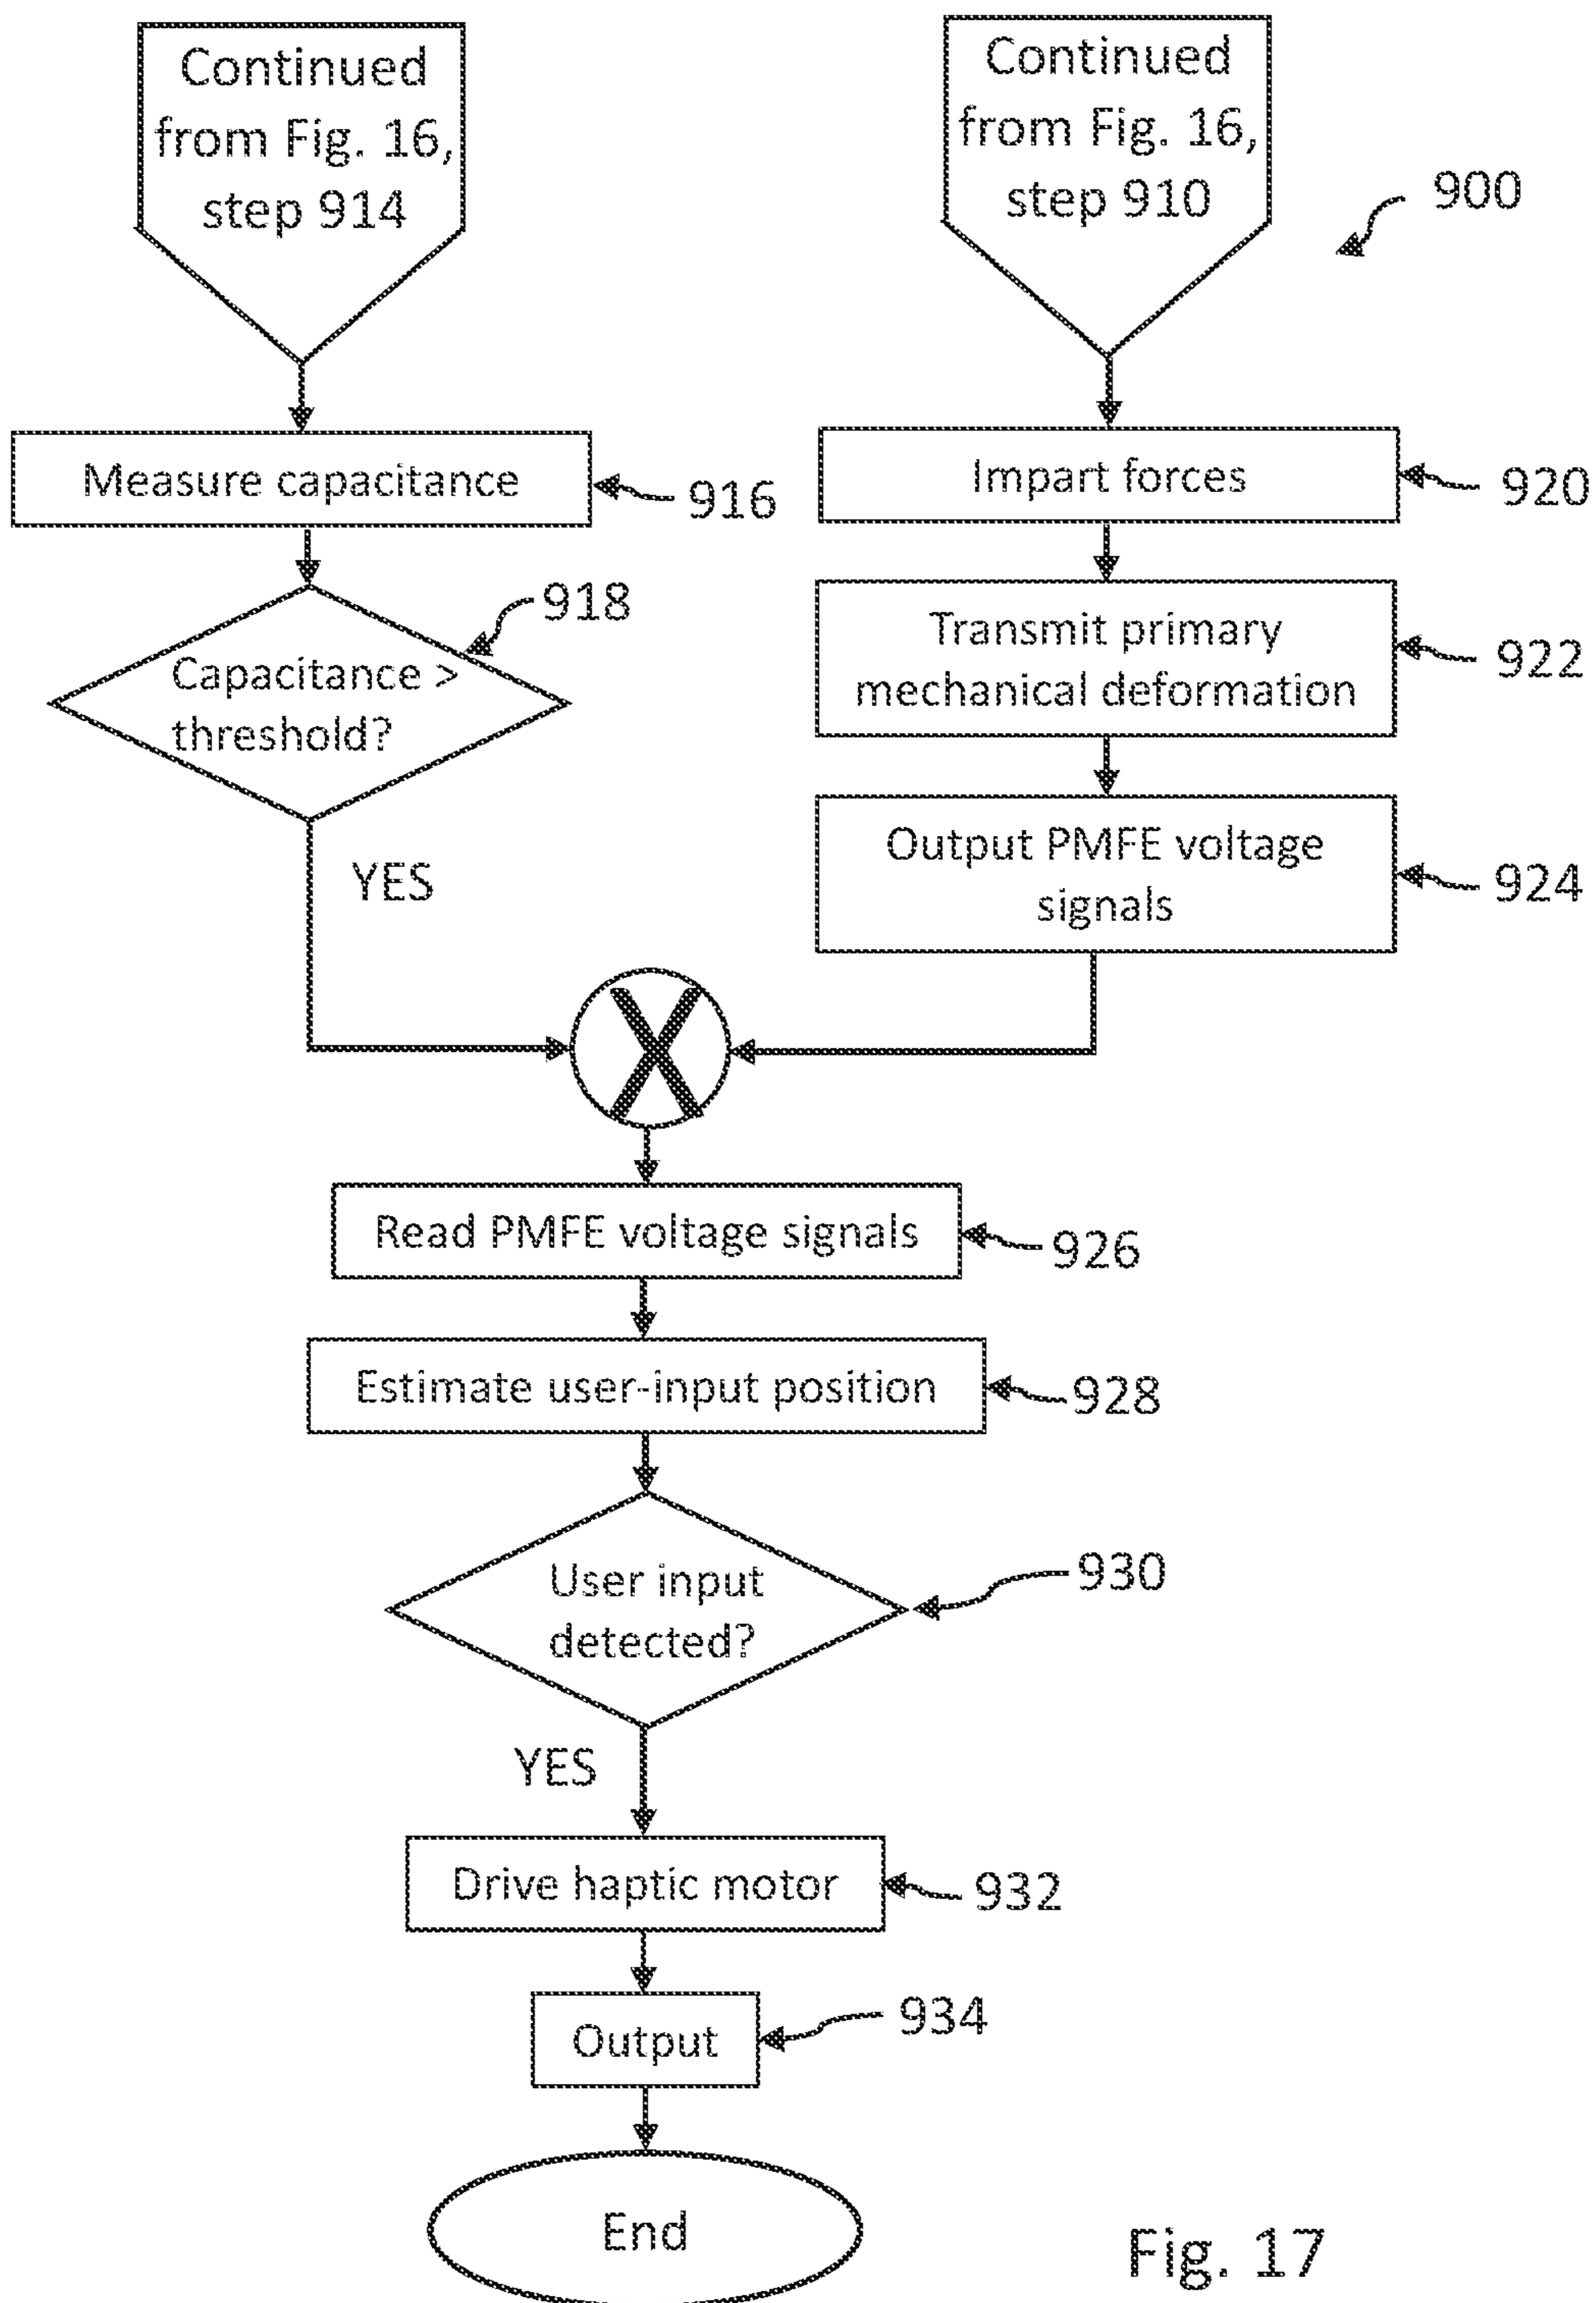 Continued
from Fig. 16,
step 914
Continued
from Fig. 16,
step 910
900
Measure capacitance
916
Impart forces
920
918
Capacitance >
threshold?
Transmit primary
mechanical deformation
922
YES
Output PMFE voltage
signals
924
X
Read PMFE voltage signals
926
Estimate user-input position
928
User input
detected?
930
YES
Drive haptic motor
932
Output
934
End
Fig. 17